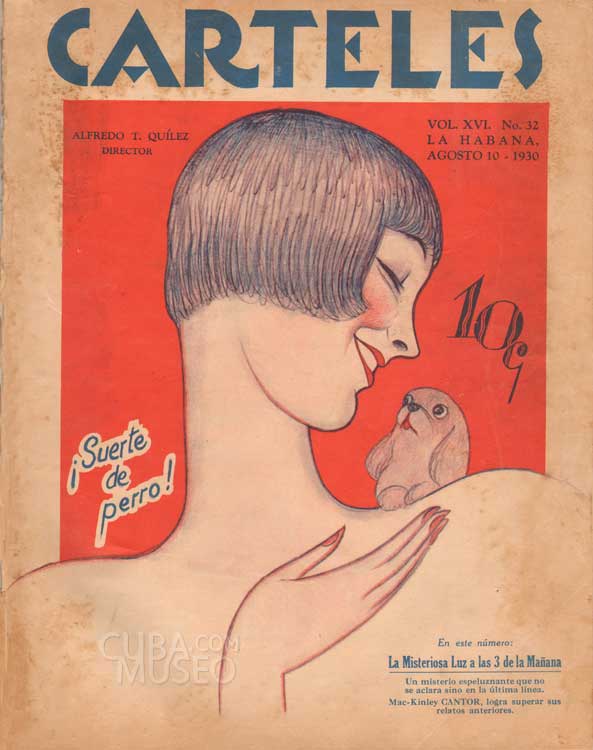 CARTELES
ALFREDO T. QUÍLEZ
DIRECTOR
VOL. XVI. No. 32
LA HABANA,
AGOSTO 10 - 1930
10¢
¡Suerte
de
perro!
CUBA.COM
MUSEO
En este número:
La Misteriosa Luz a las 3 de la Mañana
Un misterio espeluznante que no
se aclara sino en la última línea.
Mac-Kinley CANTOR, logra superar sus
relatos anteriores.